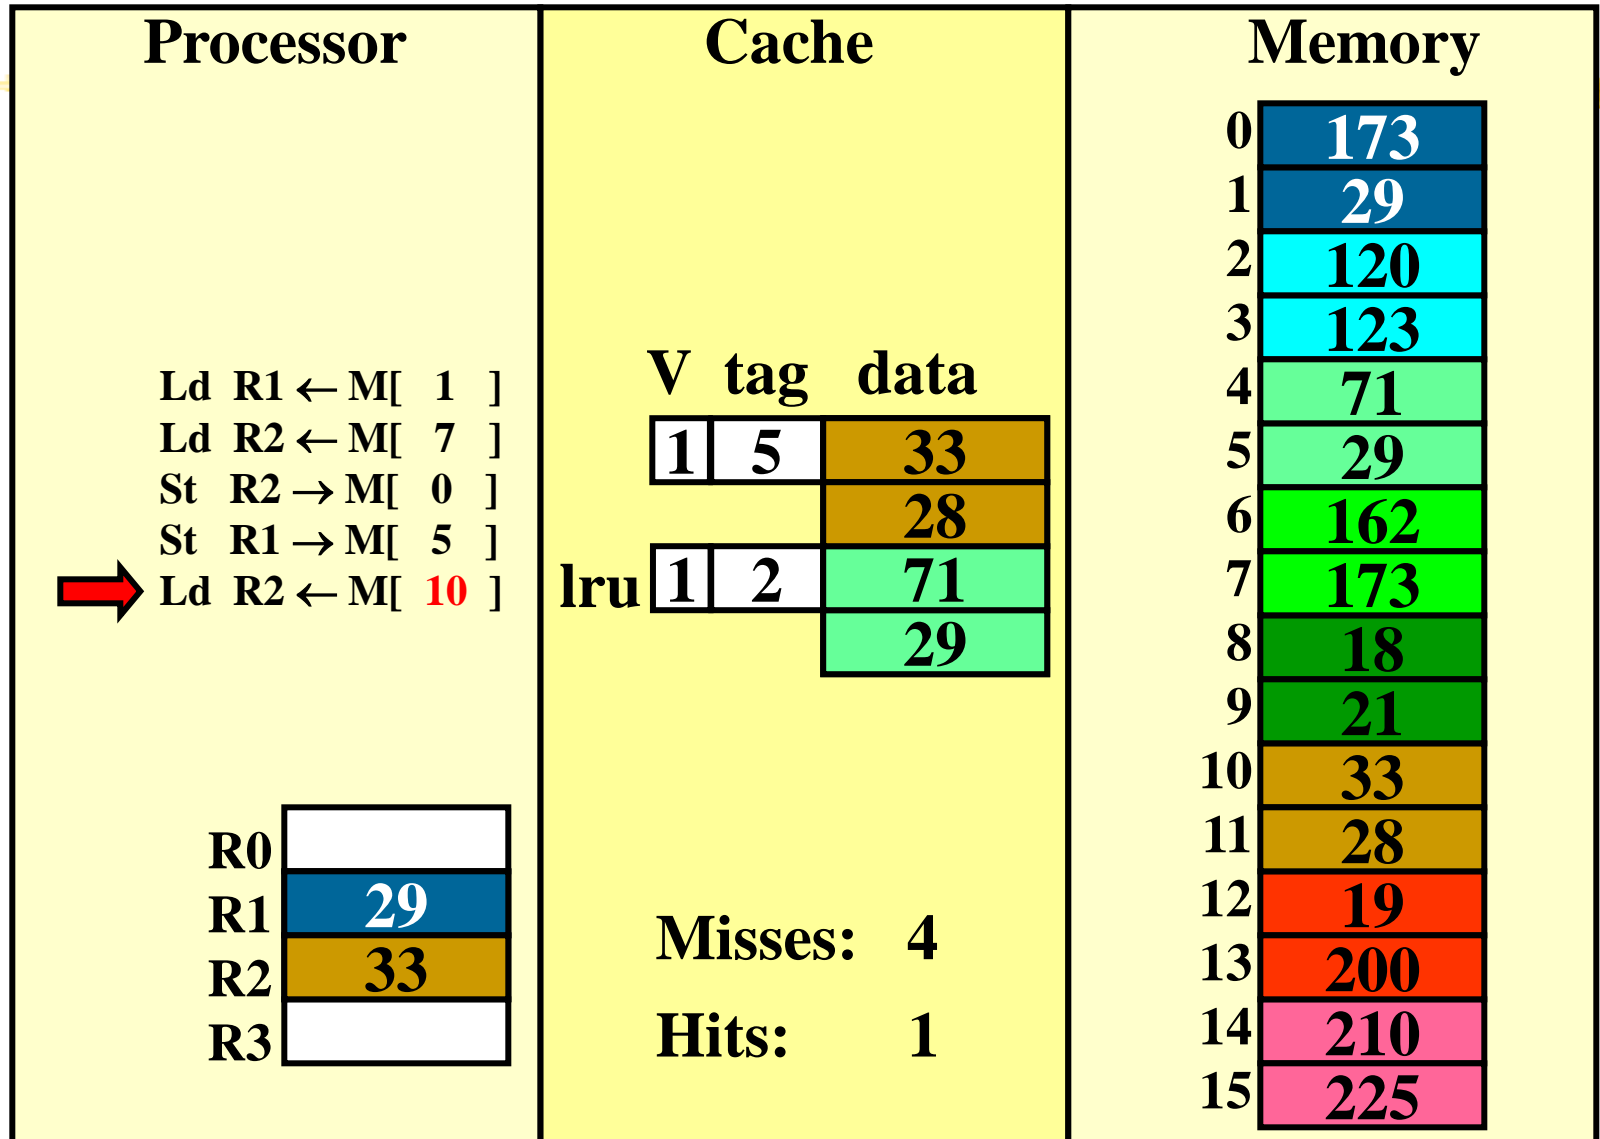 Processor
Ld R1 ← M[ 1 ]
Ld R2 ← M[ 7 ]
St R2 → M[ 0 ]
St R1 → M[ 5 ]
Ld R2 ← M[ 10 ]
R0
R1 29
R2 33
R3
Cache
V tag data
1 5 33
28
lru 1 2 71
29
Misses: 4
Hits: 1
Memory
0 173
1 29
2 120
3 123
4 71
5 29
6 162
7 173
8 18
9 21
10 33
11 28
12 19
13 200
14 210
15 225